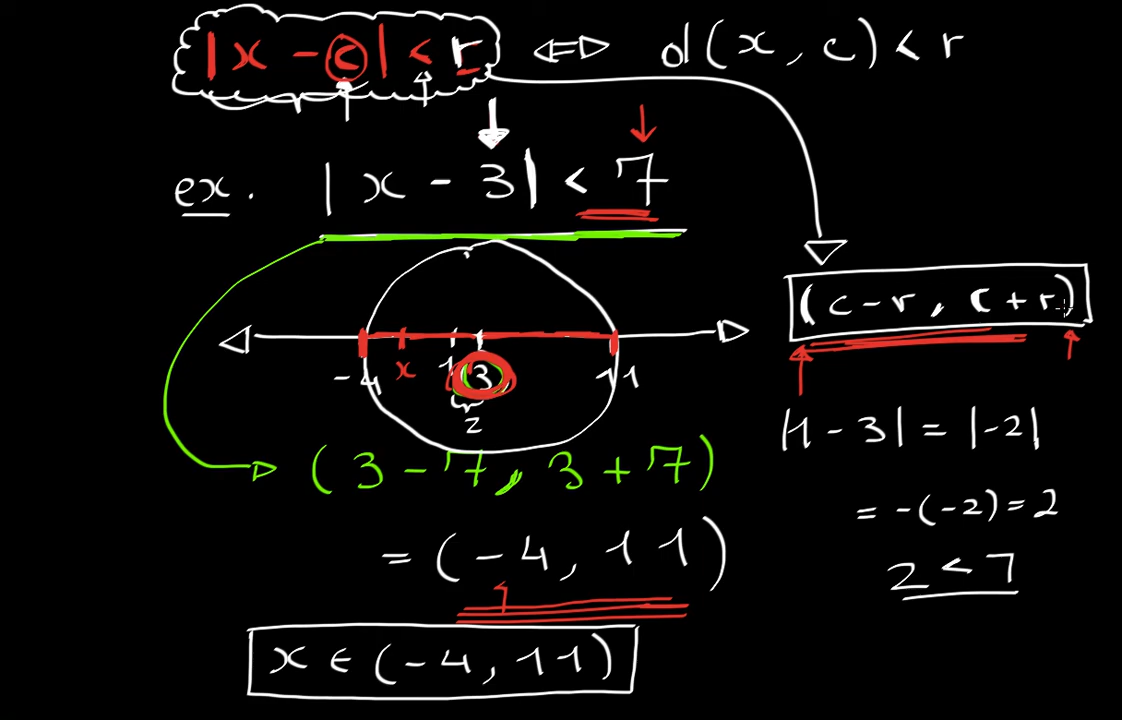 |x - c| < r ⇔ d(x, c) < r
ex. |x - 3| < 7
(c - r, c + r)
-4 x 1 3 11
2
|1 - 3| = |-2|
(3 - 7, 3 + 7)
= -(-2) = 2
= (-4, 11)
2 < 7
x ∈ (-4, 11)